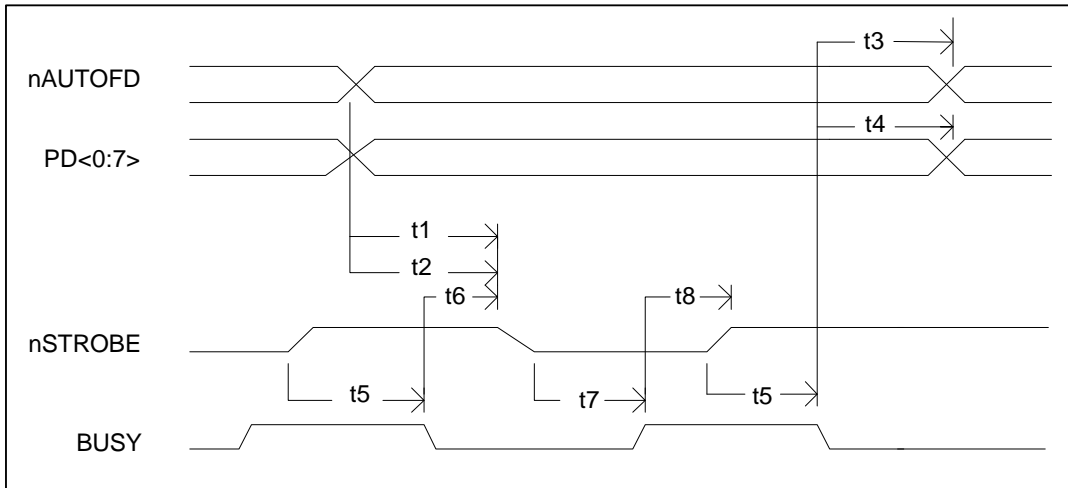 t3
nAUTOFD
t4
PD<0:7>
t1
t2
t6
t8
nSTROBE
t5
t7
t5
BUSY